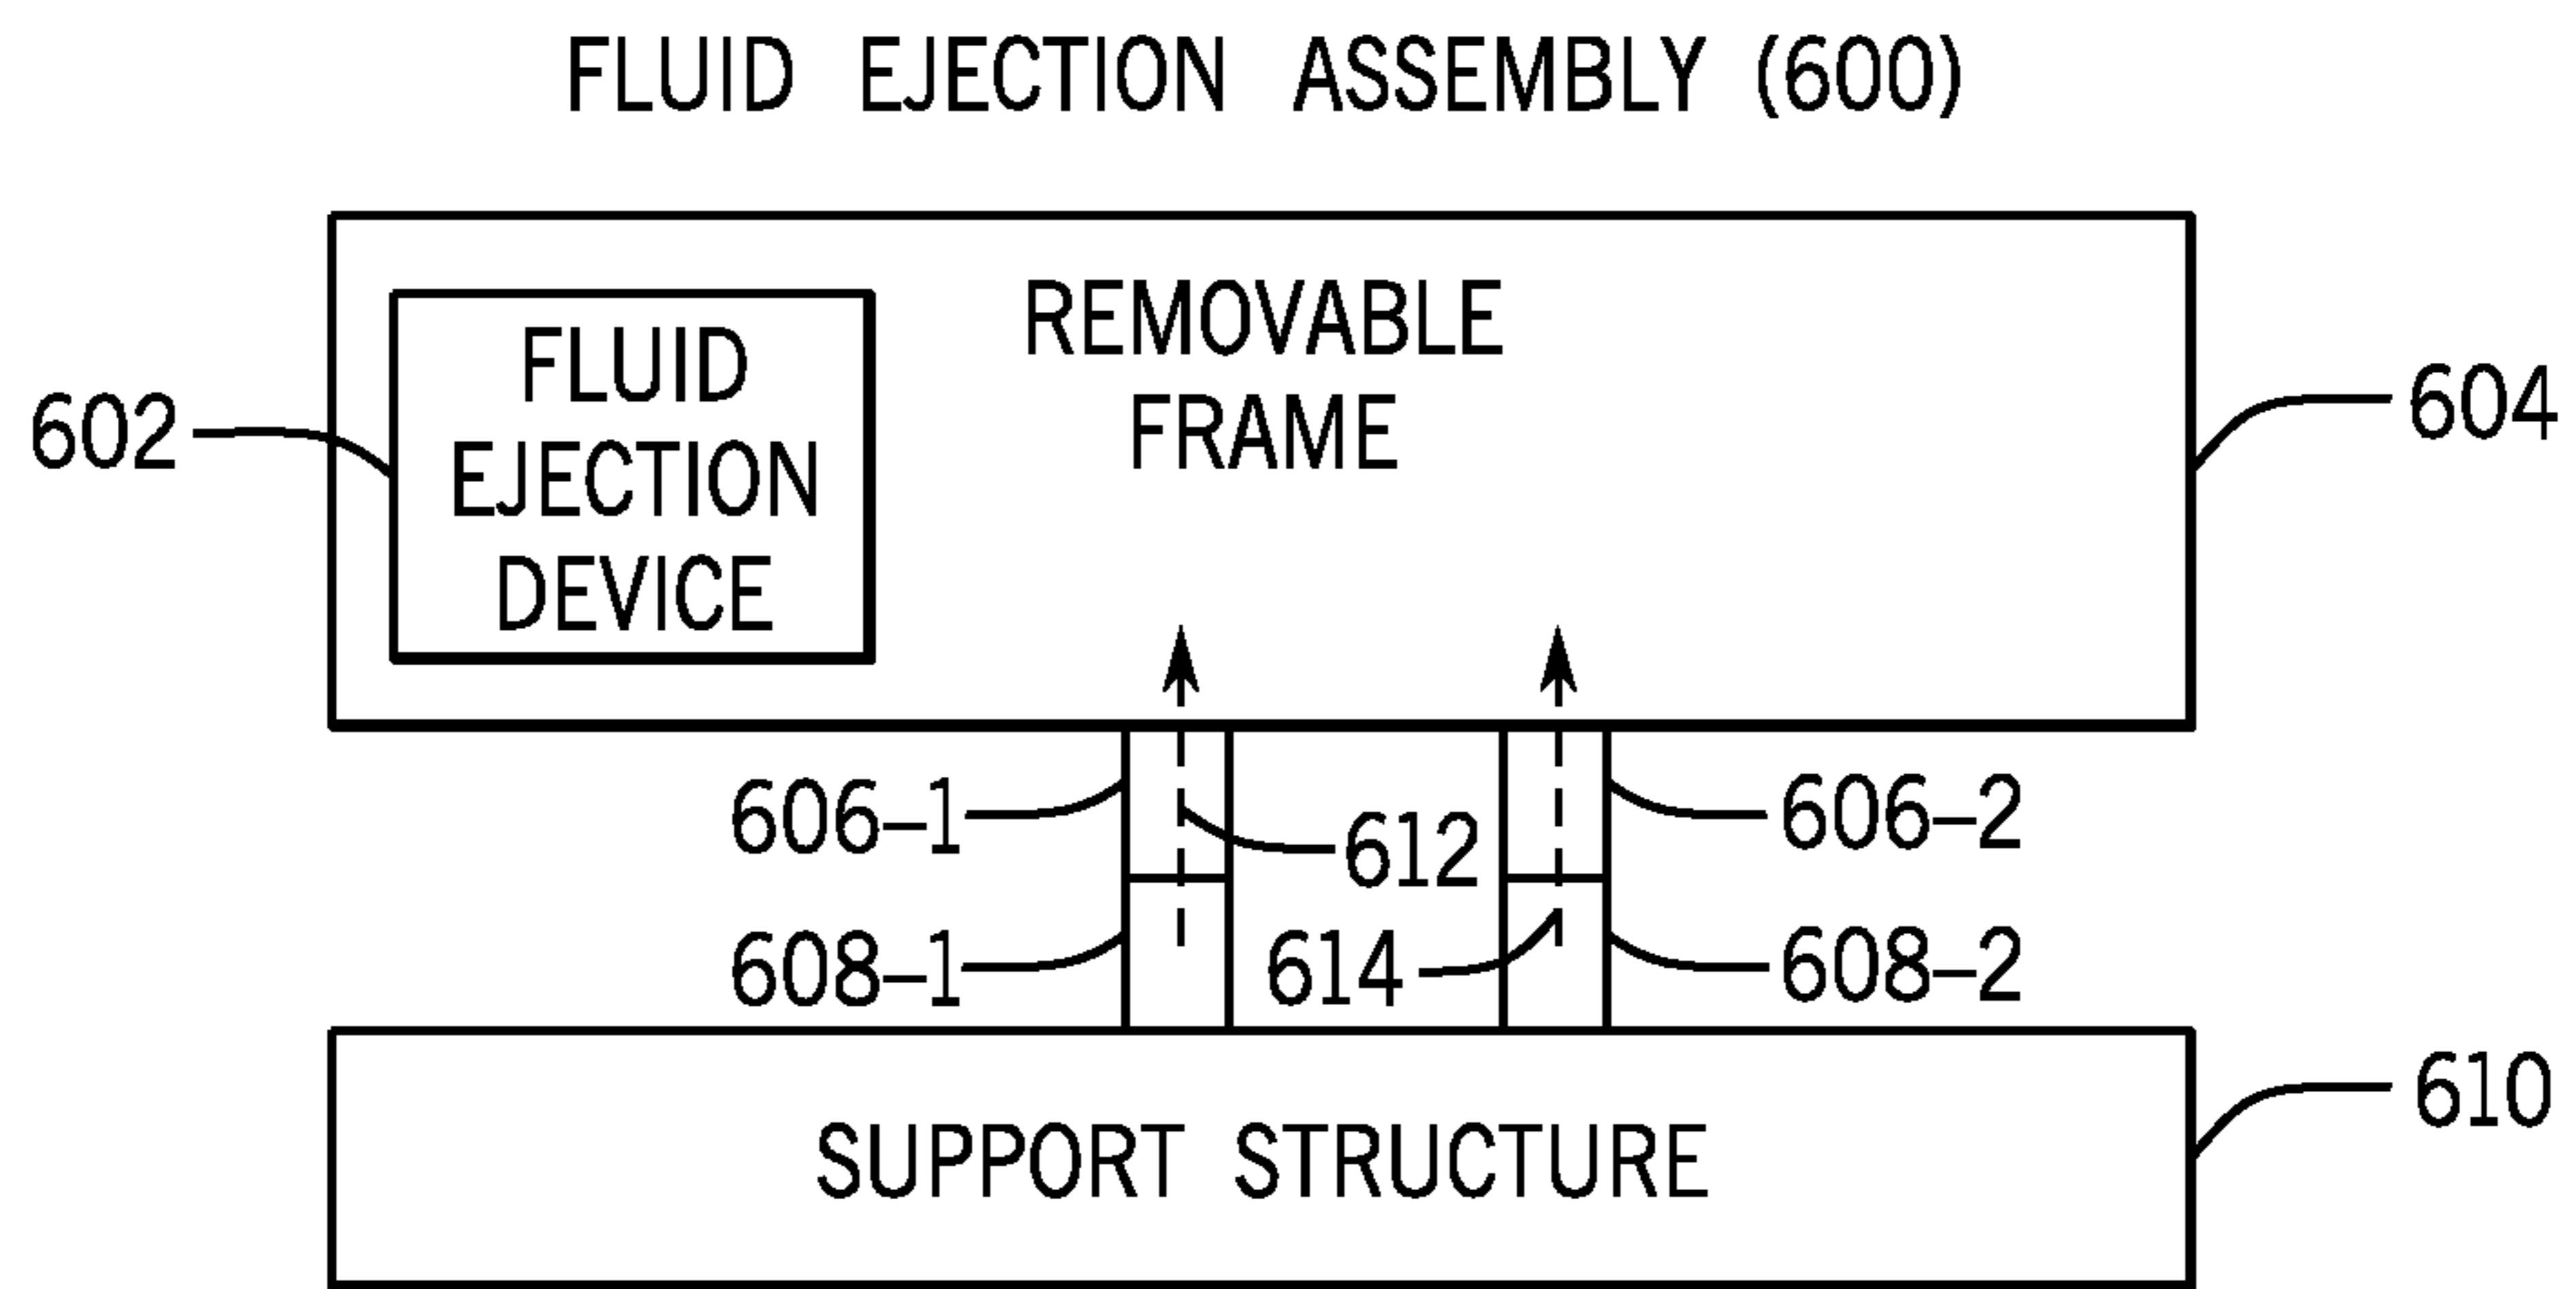 FLUID EJECTION ASSEMBLY (600)
REMOVABLE
FRAME
FLUID
EJECTION
DEVICE
602
604
606–1
612
606–2
608–1
614
608–2
SUPPORT STRUCTURE
610